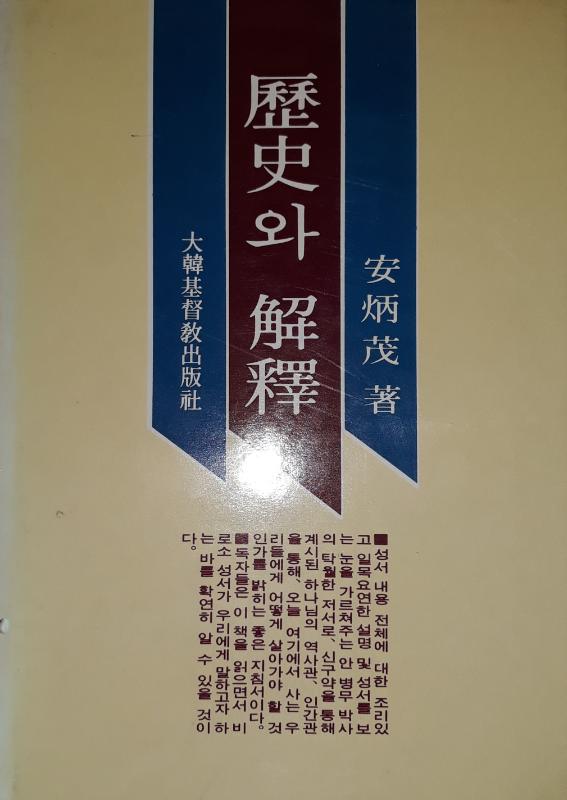 歷史와 解釋
安炳茂 著
大韓基督敎出版社
■성서 내용 전체에 대한 조리있
고 일목요연한 설명 및 성서를 보
는 눈을 가르쳐주는 안 병무 박사
의 탁월한 저서로, 신구약을 통해
계시된 하나님의 역사관, 인간관
을 통해, 오늘 여기에서 사는 우
리들에게 어떻게 살아가야 할 것
인가를 밝히는 좋은 지침서이다.
■독자들은 이 책을 읽으면서 비
로소 성서가 우리에게 말하고자 하
는 바를 확연히 알 수 있을 것이
다.